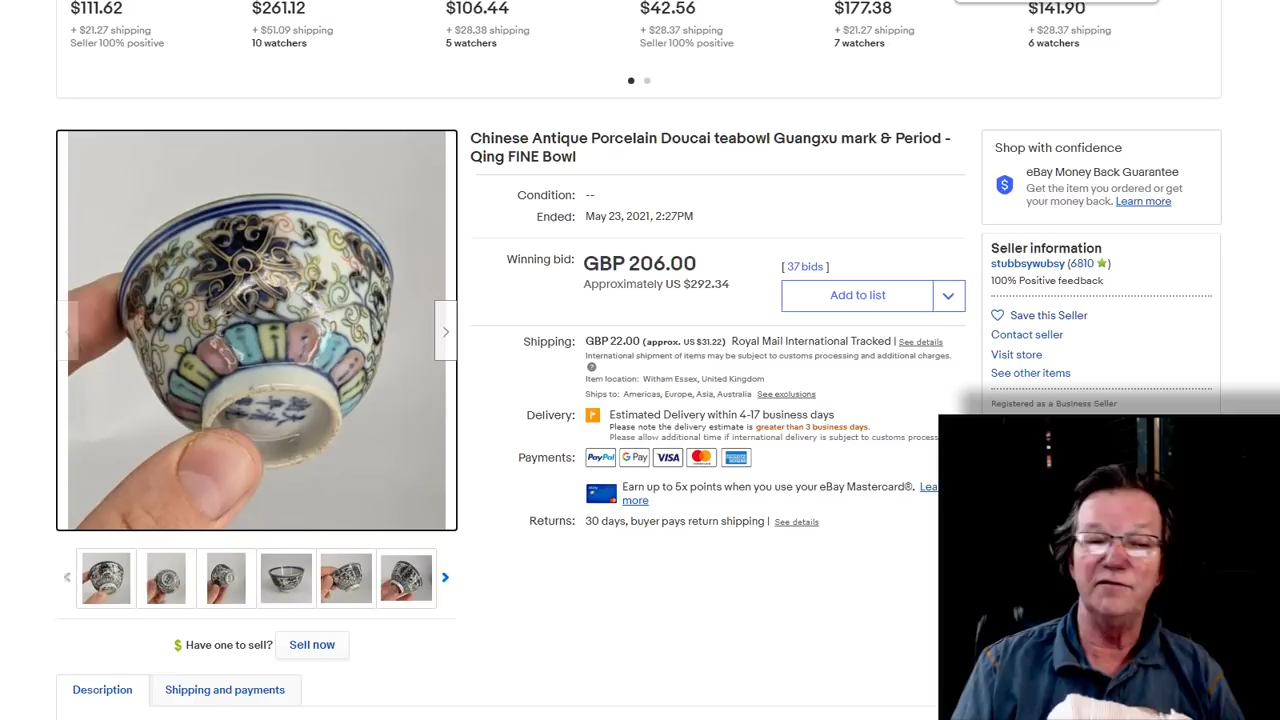 $111.62
$261.12
$106.44
$42.56
$177.38
$141.90
+ $21.27 shipping
+ $51.09 shipping
+ $28.38 shipping
+ $28.37 shipping
+ $21.27 shipping
+ $28.37 shipping
Seller 100% positive
10 watchers
5 watchers
Seller 100% positive
7 watchers
6 watchers
Chinese Antique Porcelain Doucai teabowl Guangxu mark & Period -
Qing FINE Bowl
Condition: --
Ended: May 23, 2021, 2:27PM
Winning bid: GBP 206.00 [ 37 bids ]
Approximately US $292.34
Add to list
Shipping: GBP 22.00 (approx. US $31.22) Royal Mail International Tracked | See details
International shipment of items may be subject to customs processing and additional charges.
?
Item location: Witham Essex, United Kingdom
Ships to: Americas, Europe, Asia, Australia See exclusions
Delivery: Estimated Delivery within 4-17 business days
Please note the delivery estimate is greater than 3 business days.
Please allow additional time if international delivery is subject to customs process
Payments: PayPal G Pay VISA
Earn up to 5x points when you use your eBay Mastercard®. Lea
more
Returns: 30 days, buyer pays return shipping | See details
Shop with confidence
eBay Money Back Guarantee
Get the item you ordered or get
your money back. Learn more
Seller information
stubbsywubsy (6810)
100% Positive feedback
Save this Seller
Contact seller
Visit store
See other items
Registered as a Business Seller
$ Have one to sell? Sell now
Description
Shipping and payments